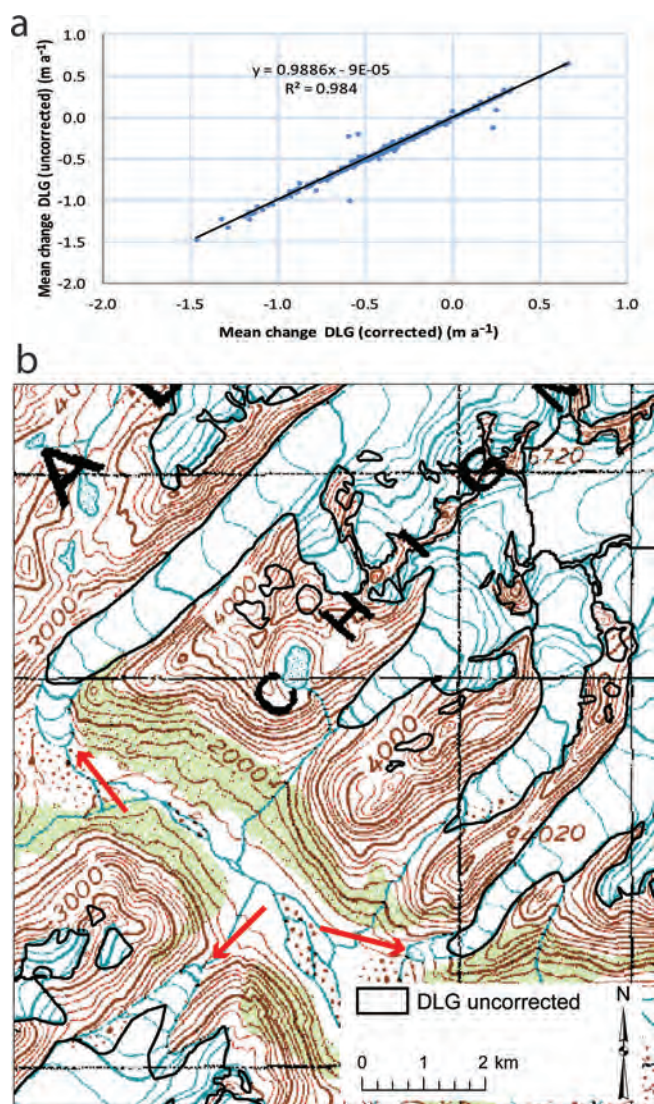 a
1.0
0.5
0.0
-0.5
-1.0
-1.5
-2.0
Mean change DLG (uncorrected) (m a⁻¹)
y = 0.9886x - 9E-05
R² = 0.984
-2.0 -1.5 -1.0 -0.5 0.0 0.5 1.0
Mean change DLG (corrected) (m a⁻¹)
b
A
G
6720
I
3000
4000
H
C
2000
4000
4020
3000
DLG uncorrected
N
0 1 2 km